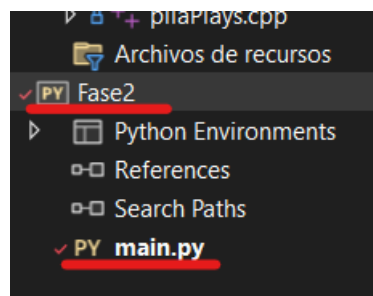 pilaPlays.cpp
Archivos de recursos
PY Fase2
Python Environments
References
Search Paths
PY main.py